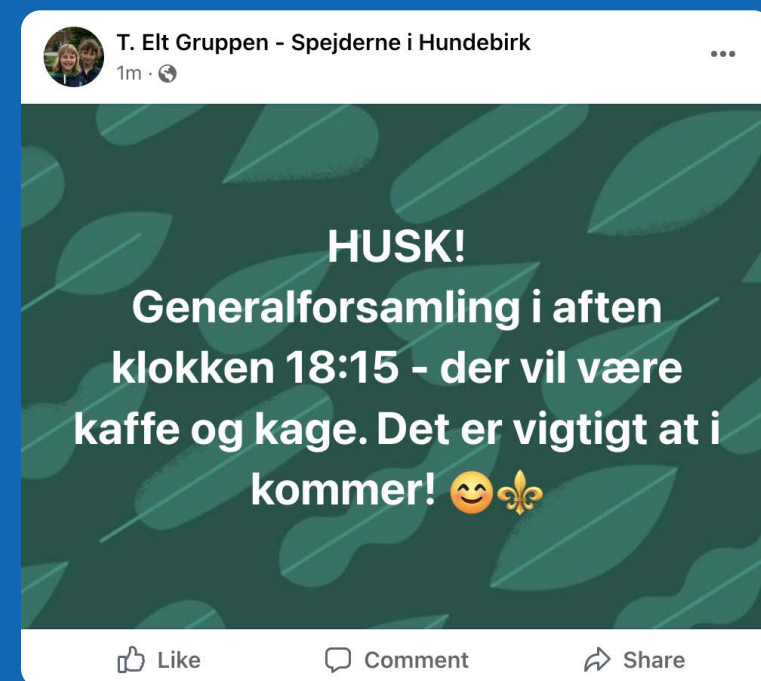 T. Elt Gruppen - Spejderne i Hundebirk
1m ·
HUSK!
Generalforsamling i aften
klokken 18:15 - der vil være
kaffe og kage. Det er vigtigt at i
kommer! 😊⚜️
Like
Comment
Share